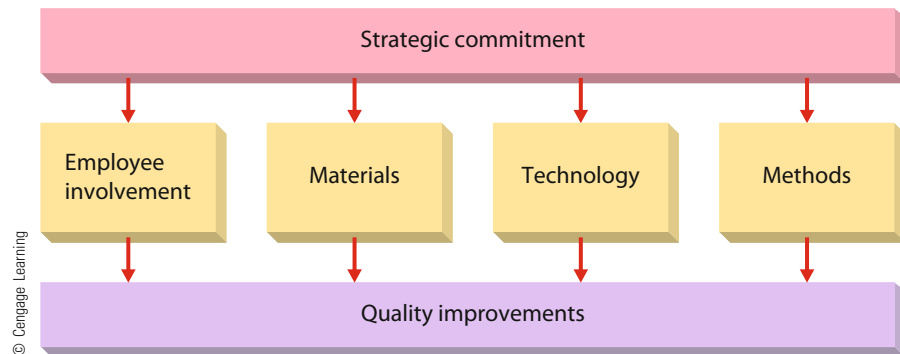 Strategic commitment
Employee
involvement
Materials
Technology
Methods
Quality improvements
© Cengage Learning